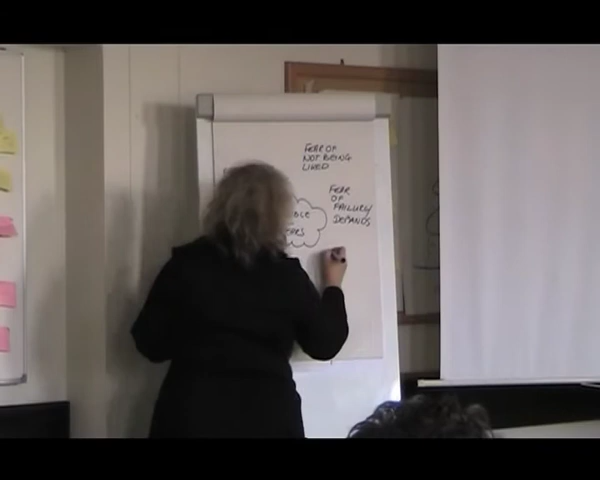 FEAR OF
NOT BEING
LIKED
FEAR
OF
FAILURE/
DEMANDS